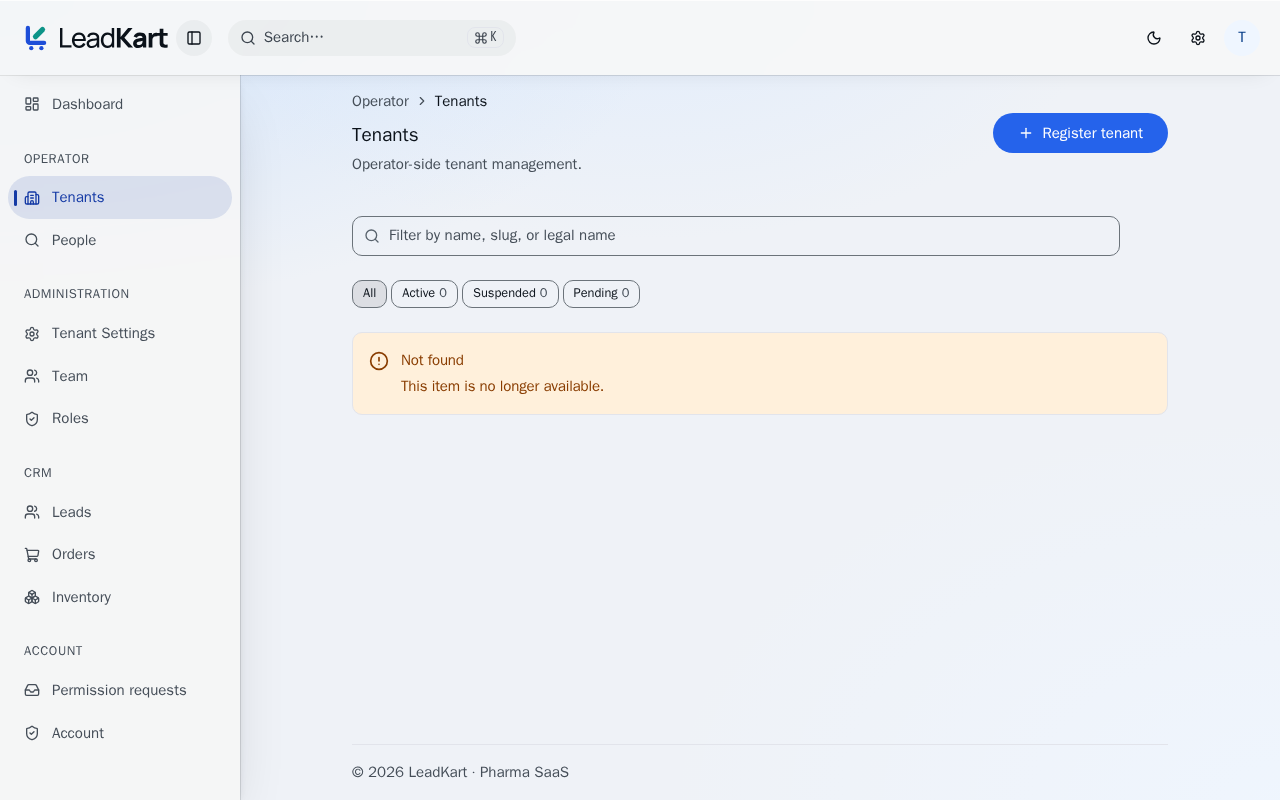 LeadKart
Search⋯
⌘ K
T
Dashboard
OPERATOR
Tenants
People
ADMINISTRATION
Tenant Settings
Team
Roles
CRM
Leads
Orders
Inventory
ACCOUNT
Permission requests
Account
Operator > Tenants
Tenants
Register tenant
Operator-side tenant management.
Filter by name, slug, or legal name
All Active 0 Suspended 0 Pending 0
Not found
This item is no longer available.
© 2026 LeadKart · Pharma SaaS